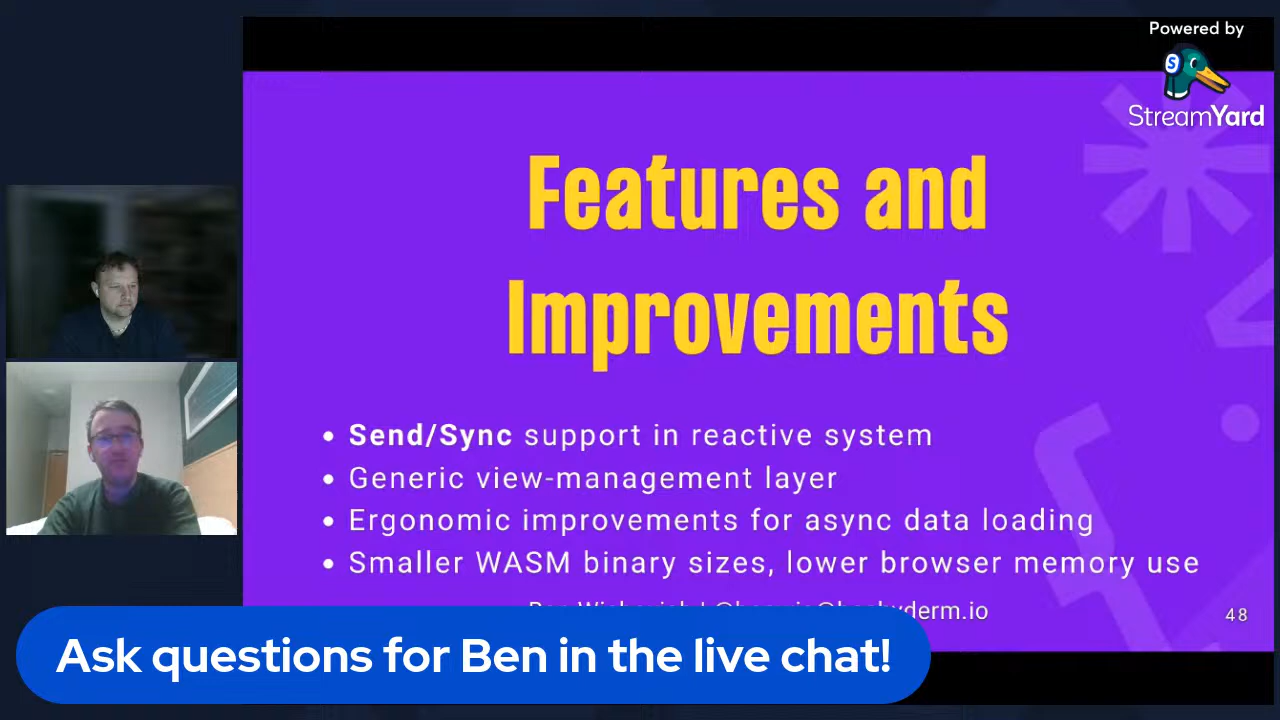 Powered by
StreamYard
Features and
Improvements
• Send/Sync support in reactive system
• Generic view-management layer
• Ergonomic improvements for async data loading
• Smaller WASM binary sizes, lower browser memory use
48
Ask questions for Ben in the live chat!